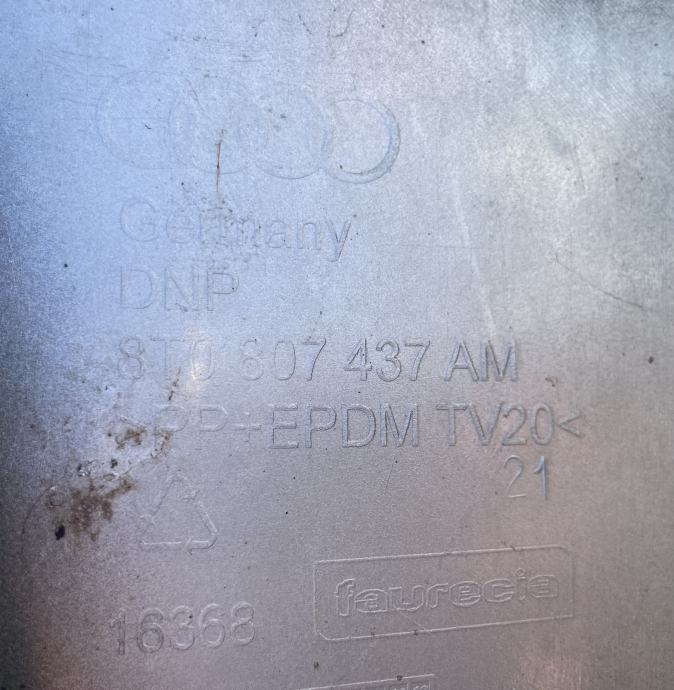 Germany
DNP
8T0 807 437 AM
>PP+EPDM TV20<
21
faurecia
16368